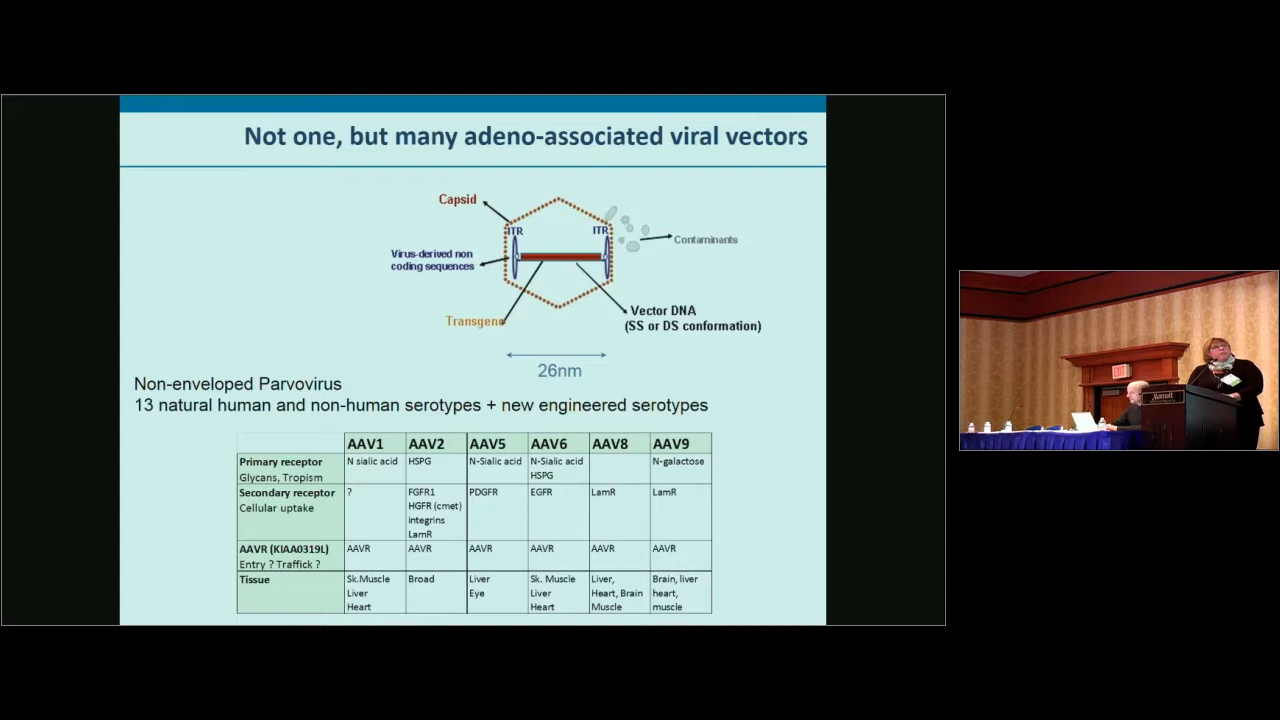 Not one, but many adeno-associated viral vectors
Capsid
ITR
ITR
Contaminants
Virus-derived non
coding sequences
Transgene
Vector DNA
(SS or DS conformation)
26nm
Non-enveloped Parvovirus
13 natural human and non-human serotypes + new engineered serotypes
AAV1 AAV2 AAV5 AAV6 AAV8 AAV9
Primary receptor N sialic acid HSPG N-Sialic acid N-Sialic acid N-galactose
Glycans, Tropism HSPG
Secondary receptor ? FGFR1 PDGFR EGFR LamR LamR
Cellular uptake HGFR (cmet)
integrins
LamR
AAVR (KIAA0319L) AAVR AAVR AAVR AAVR AAVR AAVR
Entry ? Traffick ?
Tissue Sk.Muscle Broad Liver Sk. Muscle Liver, Brain, liver
Liver Eye Liver Heart, Brain heart,
Heart Heart Muscle muscle
EXIT
Marriott